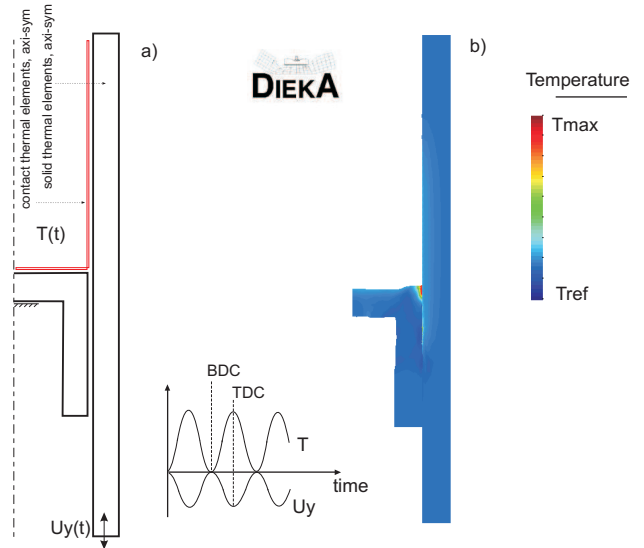 contact thermal elements, axi-sym
solid thermal elements, axi-sym
a)
T(t)
Uy(t)
DIEKA
b)
Temperature
Tmax
Tref
BDC
TDC
T
time
Uy